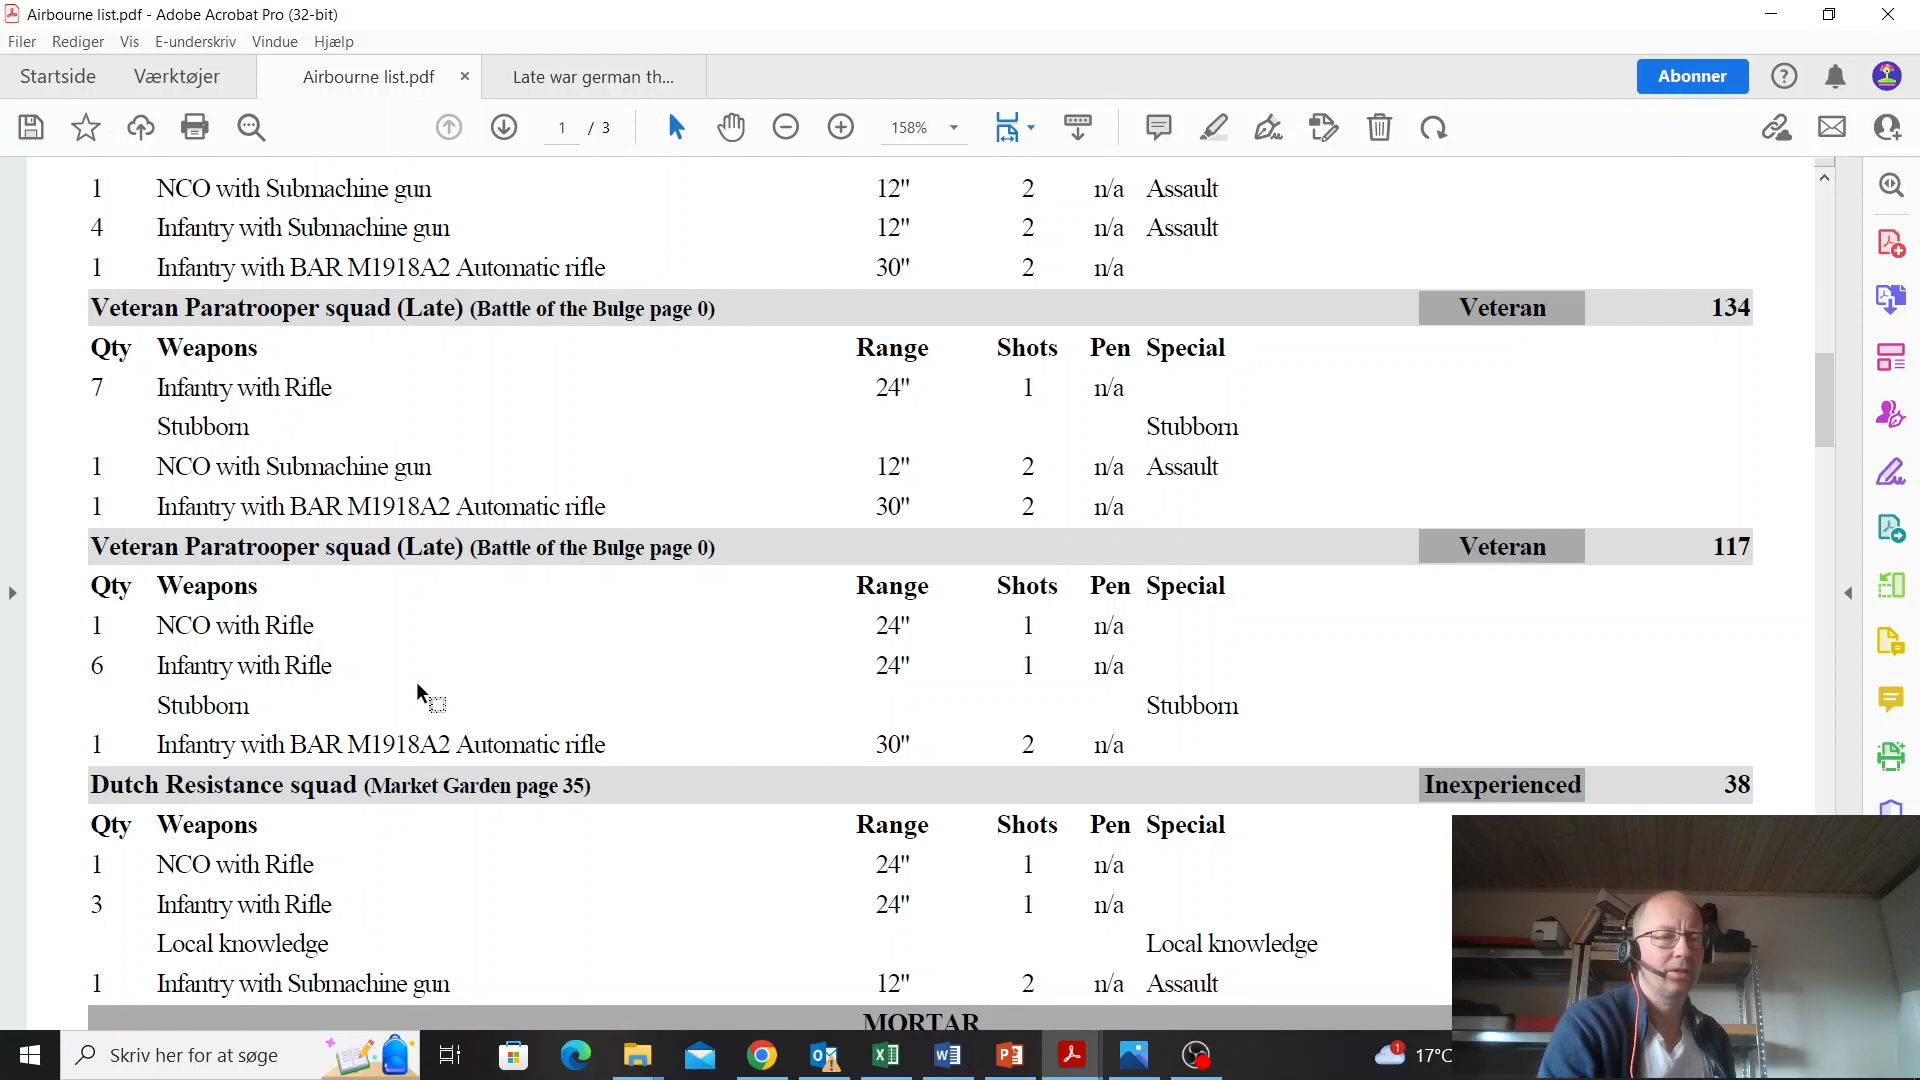 Airbourne list.pdf - Adobe Acrobat Pro (32-bit)
Filer Rediger Vis E-underskriv Vindue Hjælp
Startside Værktøjer Airbourne list.pdf × Late war german th... Abonner
1 / 3 158%
1 NCO with Submachine gun 12" 2 n/a Assault
4 Infantry with Submachine gun 12" 2 n/a Assault
1 Infantry with BAR M1918A2 Automatic rifle 30" 2 n/a
Veteran Paratrooper squad (Late) (Battle of the Bulge page 0) Veteran 134
Qty Weapons Range Shots Pen Special
7 Infantry with Rifle 24" 1 n/a
Stubborn Stubborn
1 NCO with Submachine gun 12" 2 n/a Assault
1 Infantry with BAR M1918A2 Automatic rifle 30" 2 n/a
Veteran Paratrooper squad (Late) (Battle of the Bulge page 0) Veteran 117
Qty Weapons Range Shots Pen Special
1 NCO with Rifle 24" 1 n/a
6 Infantry with Rifle 24" 1 n/a
Stubborn Stubborn
1 Infantry with BAR M1918A2 Automatic rifle 30" 2 n/a
Dutch Resistance squad (Market Garden page 35) Inexperienced 38
Qty Weapons Range Shots Pen Special
1 NCO with Rifle 24" 1 n/a
3 Infantry with Rifle 24" 1 n/a
Local knowledge Local knowledge
1 Infantry with Submachine gun 12" 2 n/a Assault
MORTAR
Skriv her for at søge 1 17°C